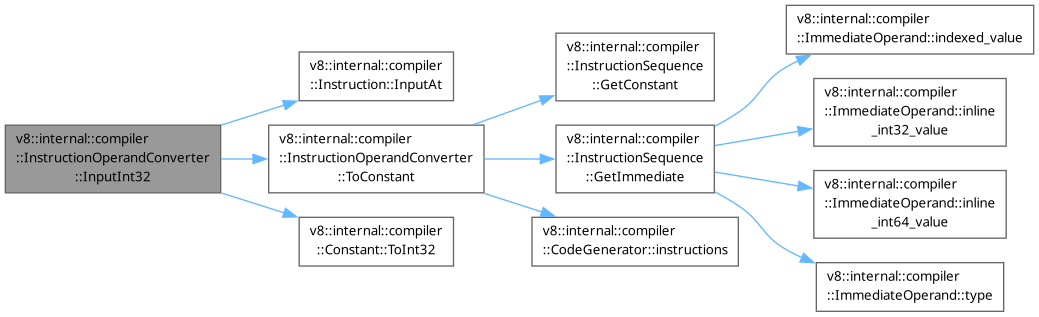 v8::internal::compiler
::InstructionOperandConverter
::InputInt32
v8::internal::compiler
::Instruction::InputAt
v8::internal::compiler
::InstructionOperandConverter
::ToConstant
v8::internal::compiler
::Constant::ToInt32
v8::internal::compiler
::InstructionSequence
::GetConstant
v8::internal::compiler
::InstructionSequence
::GetImmediate
v8::internal::compiler
::CodeGenerator::instructions
v8::internal::compiler
::ImmediateOperand::indexed_value
v8::internal::compiler
::ImmediateOperand::inline
_int32_value
v8::internal::compiler
::ImmediateOperand::inline
_int64_value
v8::internal::compiler
::ImmediateOperand::type